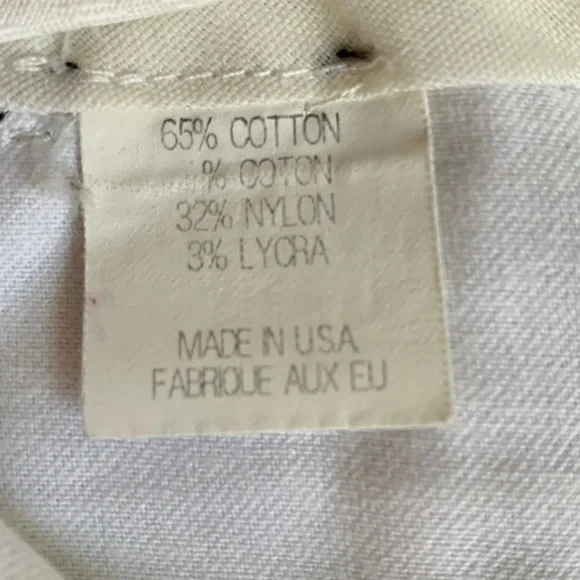 65% COTTON
% COTON
32% NYLON
3% LYCRA
MADE IN U.S.A.
FABRIQUE AUX EU